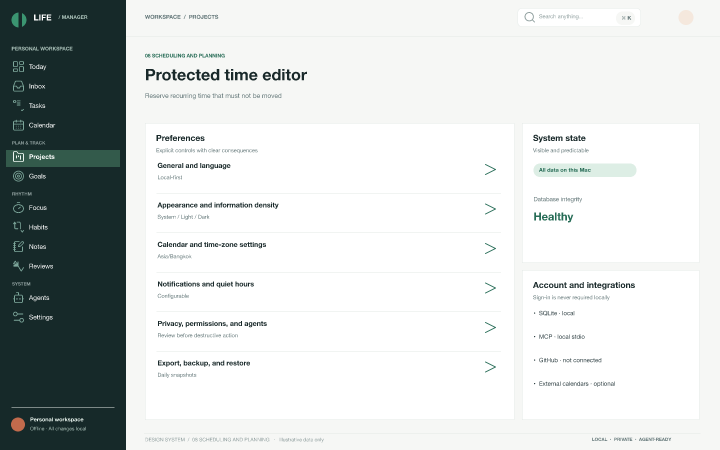 LIFE / MANAGER
PERSONAL WORKSPACE
Today
Inbox
Tasks
Calendar
PLAN & TRACK
Projects
Goals
RHYTHM
Focus
Habits
Notes
Reviews
SYSTEM
Agents
Settings
Personal workspace
Offline · All changes local
WORKSPACE / PROJECTS
Search anything...
⌘ K
08 SCHEDULING AND PLANNING
Protected time editor
Reserve recurring time that must not be moved
Preferences
Explicit controls with clear consequences
General and language
Local-first
Appearance and information density
System / Light / Dark
Calendar and time-zone settings
Asia/Bangkok
Notifications and quiet hours
Configurable
Privacy, permissions, and agents
Review before destructive action
Export, backup, and restore
Daily snapshots
System state
Visible and predictable
All data on this Mac
Database integrity
Healthy
Account and integrations
Sign-in is never required locally
• SQLite · local
• MCP · local stdio
• GitHub · not connected
• External calendars · optional
DESIGN SYSTEM / 08 SCHEDULING AND PLANNING · Illustrative data only
LOCAL · PRIVATE · AGENT-READY